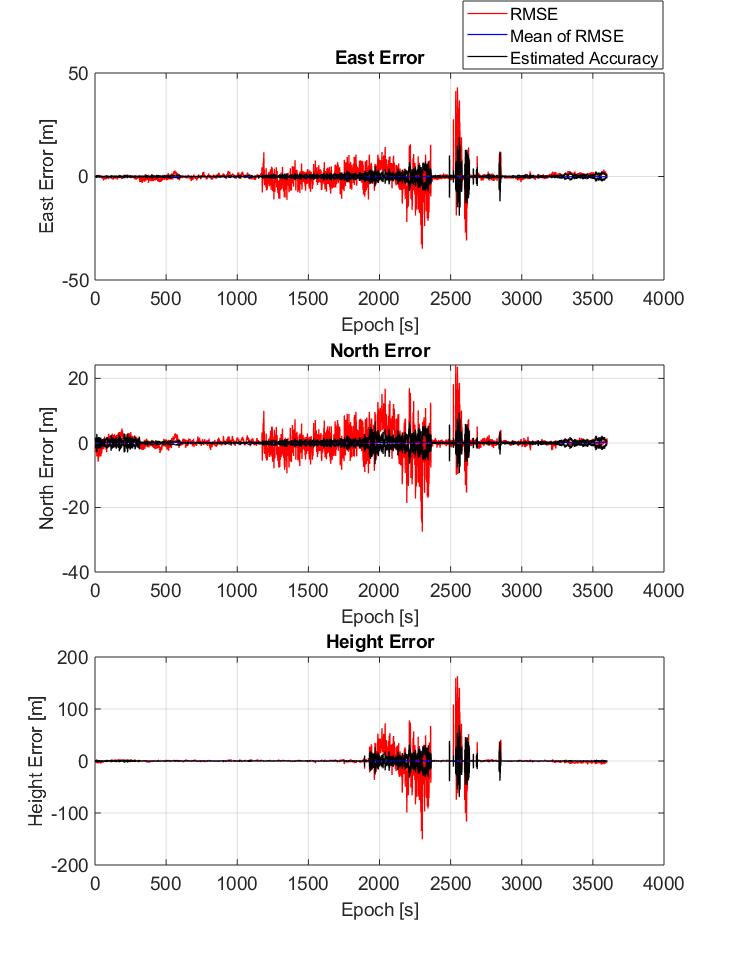 RMSE
Mean of RMSE
Estimated Accuracy
East Error
50
0
-50
East Error [m]
0 500 1000 1500 2000 2500 3000 3500 4000
Epoch [s]
North Error
20
0
-20
-40
North Error [m]
0 500 1000 1500 2000 2500 3000 3500 4000
Epoch [s]
Height Error
200
100
0
-100
-200
Height Error [m]
0 500 1000 1500 2000 2500 3000 3500 4000
Epoch [s]